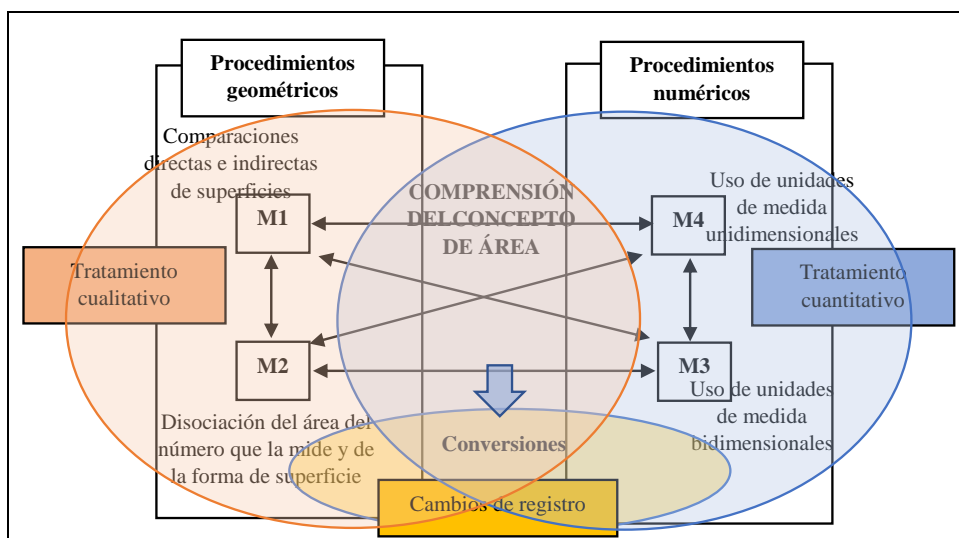 Procedimientos
geométricos
Procedimientos
numéricos
Comparaciones
directas e indirectas
de superficies
COMPRENSIÓN
DELCONCEPTO
DE ÁREA
Uso de unidades
de medida
unidimensionales
M1
M4
Tratamiento
cualitativo
Tratamiento
cuantitativo
M2
M3
Disociación del área del
número que la mide y de
la forma de superficie
Conversiones
Uso de unidades
de medida
bidimensionales
Cambios de registro